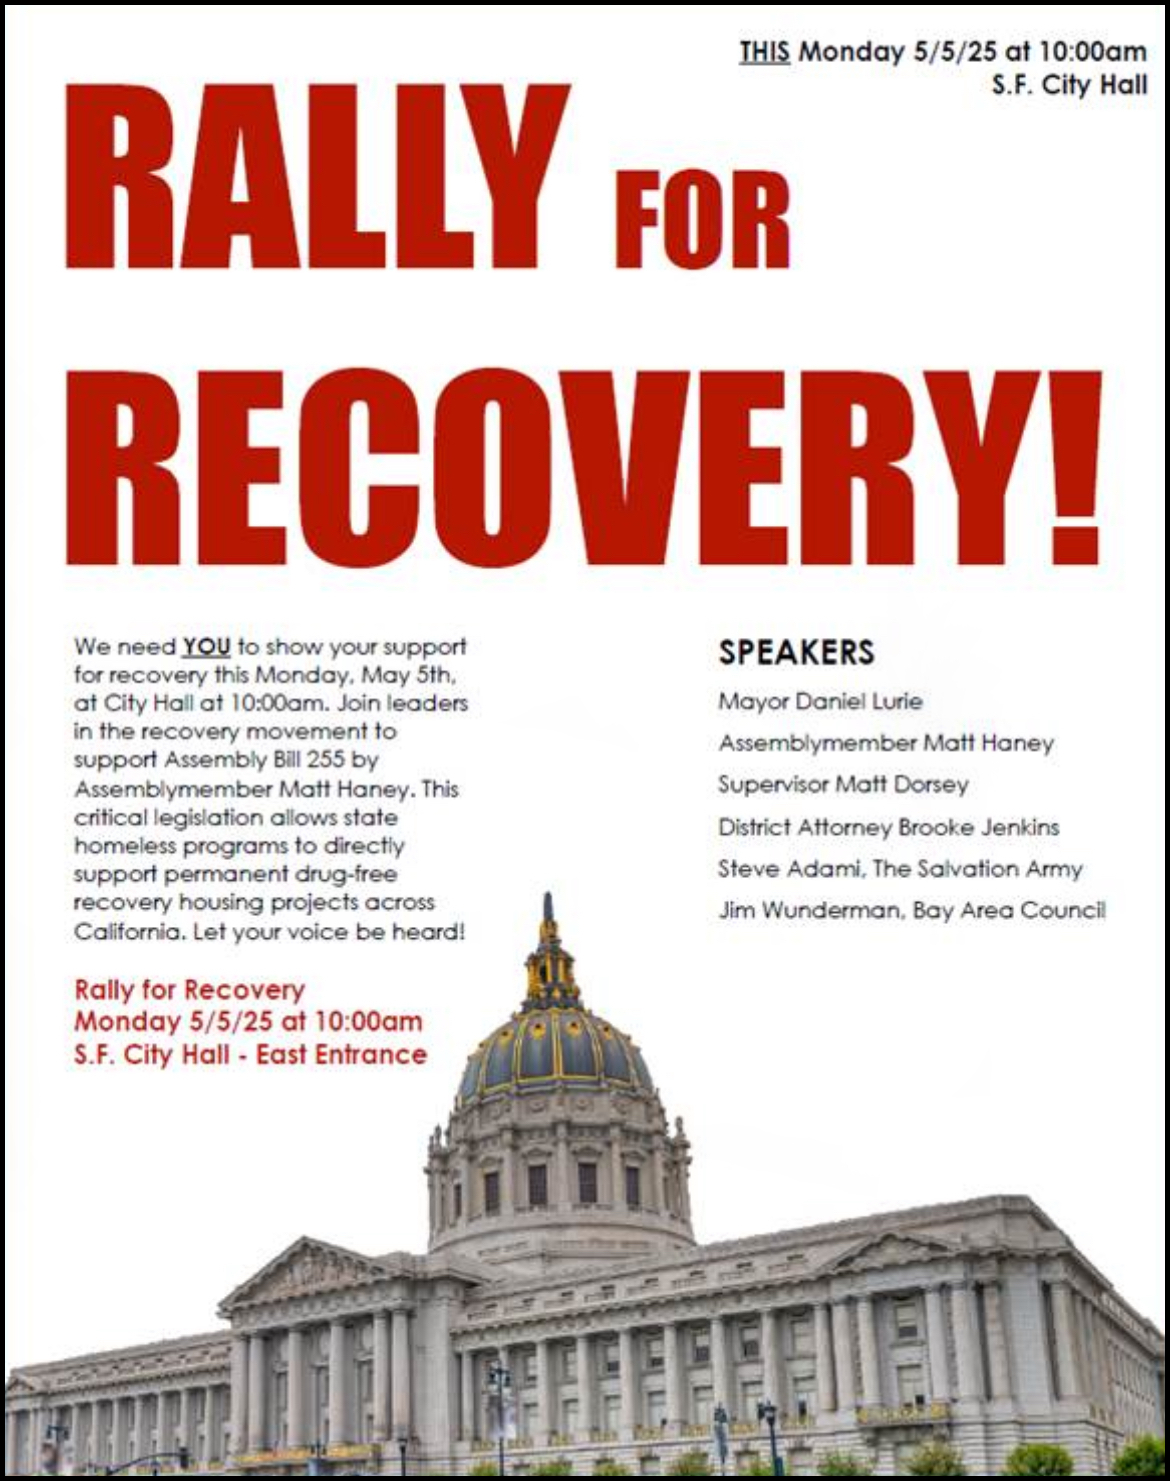 THIS Monday 5/5/25 at 10:00am
S.F. City Hall
RALLY FOR
RECOVERY!
We need YOU to show your support
for recovery this Monday, May 5th,
at City Hall at 10:00am. Join leaders
in the recovery movement to
support Assembly Bill 255 by
Assemblymember Matt Haney. This
critical legislation allows state
homeless programs to directly
support permanent drug-free
recovery housing projects across
California. Let your voice be heard!
Rally for Recovery
Monday 5/5/25 at 10:00am
S.F. City Hall - East Entrance
SPEAKERS
Mayor Daniel Lurie
Assemblymember Matt Haney
Supervisor Matt Dorsey
District Attorney Brooke Jenkins
Steve Adami, The Salvation Army
Jim Wunderman, Bay Area Council